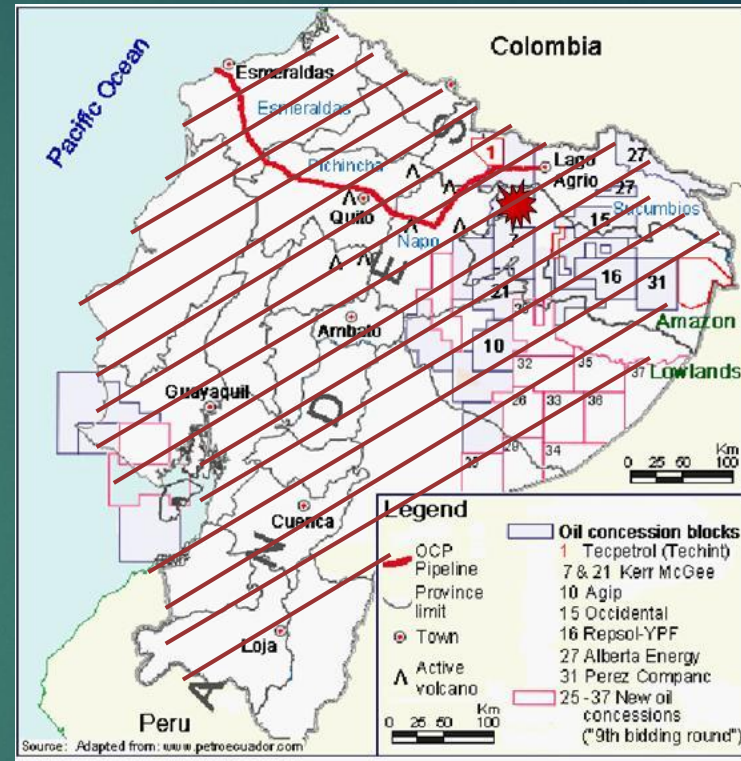 Pacific Ocean
Colombia
Esmeraldas
Esmeraldas
Pichincha
1
Lago
Agrio
27
27
Sucumbios
Quito
Napo
7
15
21
16
31
Ambato
10
Amazon
Lowlands
32
35
37
Guayaquil
26
33
36
29
34
Km
0 25 50 100
A N D E S
Cuenca
Loja
Peru
Legend
OCP
Pipeline
Province
limit
Town
Active
volcano
Km
0 25 50 100
Oil concession blocks
1 Tecpetrol (Techint)
7 & 21 Kerr McGee
10 Agip
15 Occidental
16 Repsol-YPF
27 Alberta Energy
31 Perez Companc
25-37 New oil
concessions
("9th bidding round")
Source: Adapted from: www.petroecuador.com